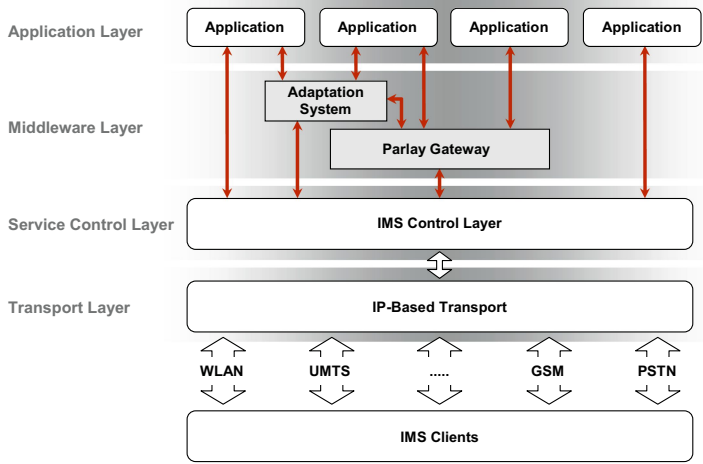 Application Layer
Application
Application
Application
Application
Adaptation
System
Middleware Layer
Parlay Gateway
Service Control Layer
IMS Control Layer
Transport Layer
IP-Based Transport
WLAN
UMTS
.....
GSM
PSTN
IMS Clients